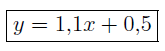 y = 1,1x + 0,5